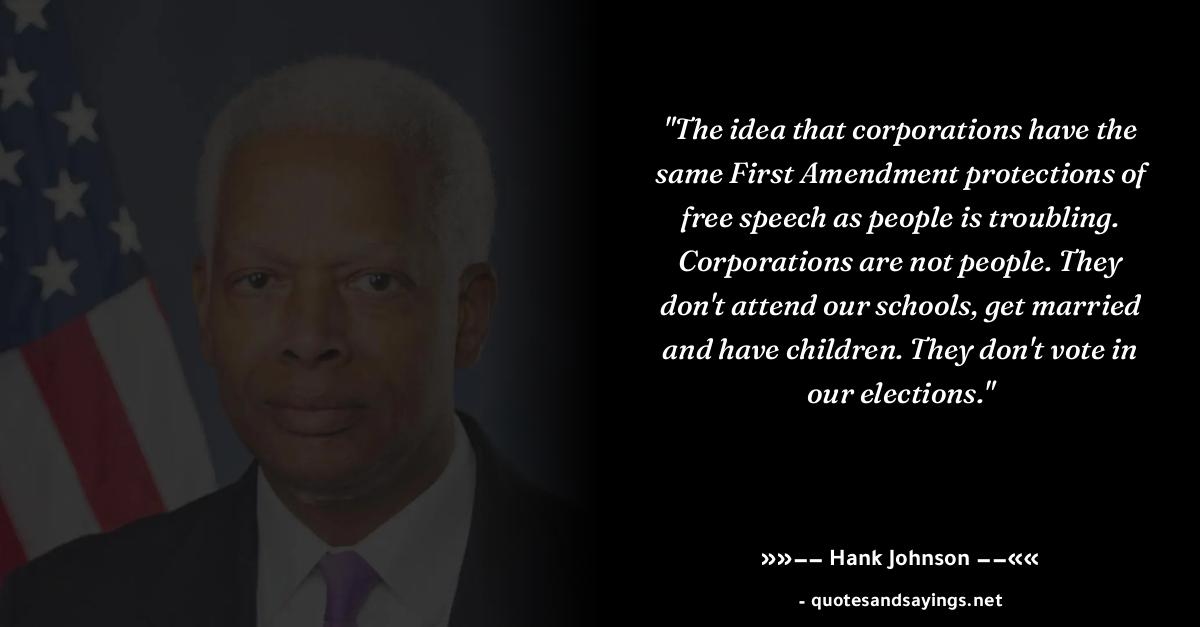 "The idea that corporations have the
same First Amendment protections of
free speech as people is troubling.
Corporations are not people. They
don't attend our schools, get married
and have children. They don't vote in
our elections."
»»–– Hank Johnson ––««
- quotesandsayings.net